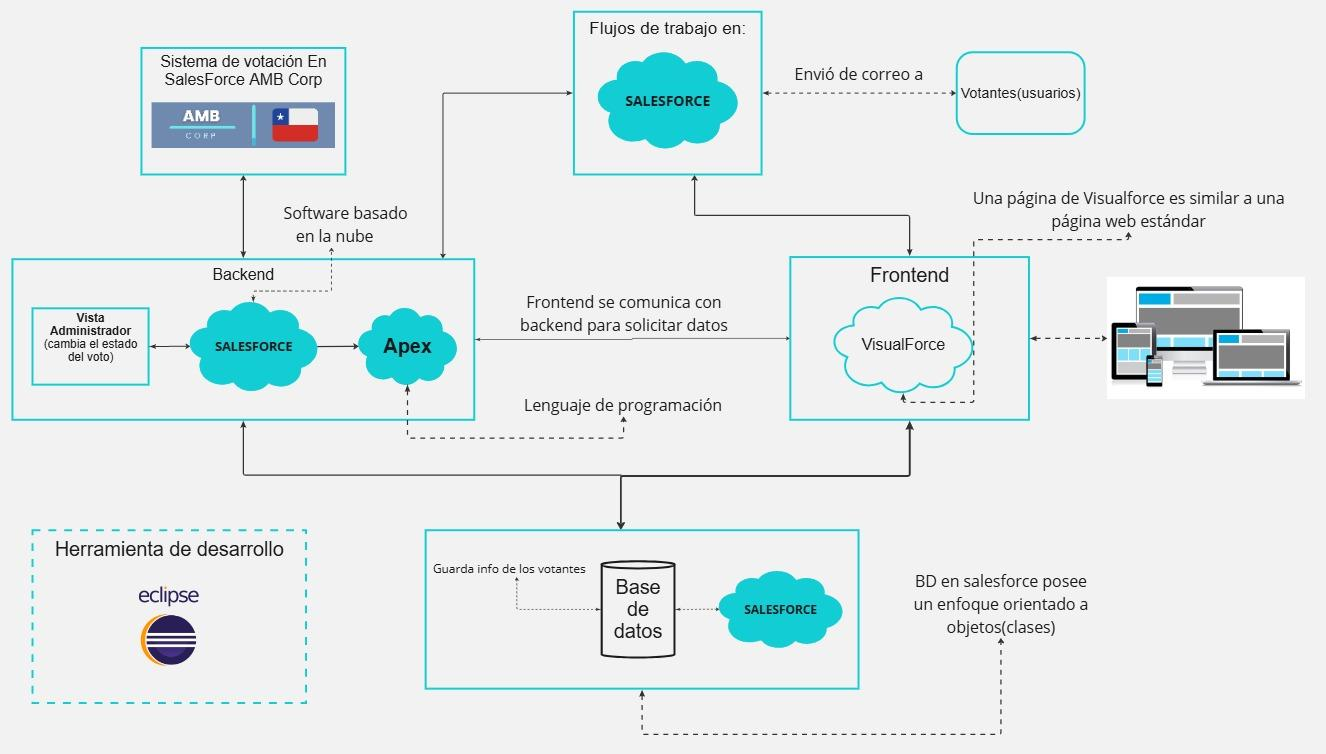 Flujos de trabajo en:
SALESFORCE
Sistema de votación En
SalesForce AMB Corp
AMB
CORP
Envió de correo a
Votantes(usuarios)
Software basado
en la nube
Una página de Visualforce es similar a una
página web estándar
Backend
Vista
Administrador
(cambia el estado
del voto)
SALESFORCE
Apex
Frontend se comunica con
backend para solicitar datos
Frontend
VisualForce
Lenguaje de programación
Herramienta de desarrollo
eclipse
Guarda info de los votantes
Base
de
datos
SALESFORCE
BD en salesforce posee
un enfoque orientado a
objetos(clases)